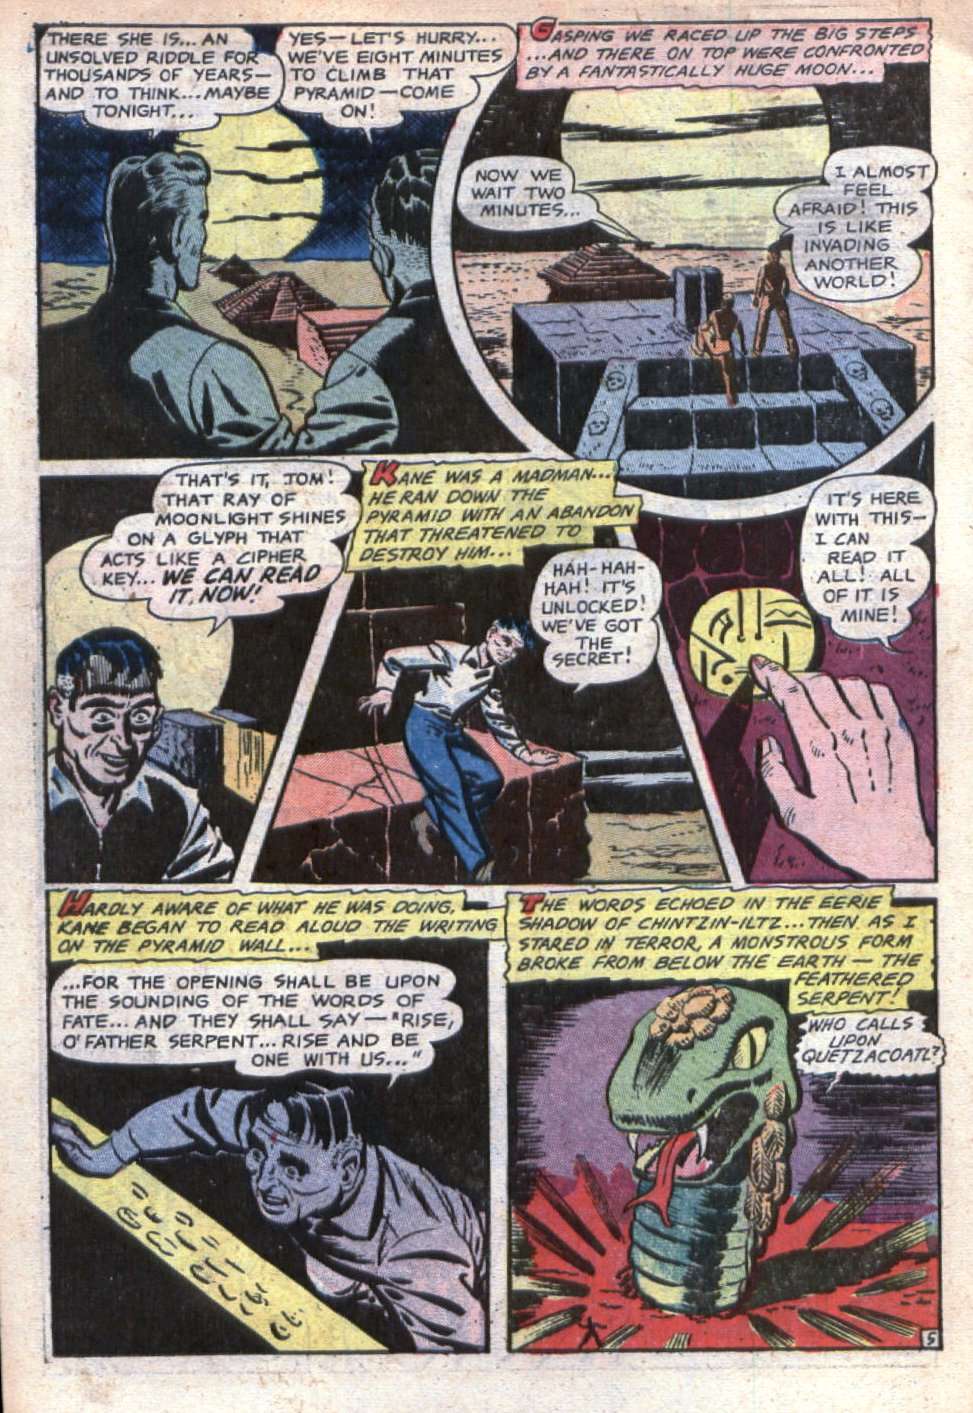 THERE SHE IS... AN
UNSOLVED RIDDLE FOR
THOUSANDS OF YEARS—
AND TO THINK... MAYBE
TONIGHT...
YES— LET'S HURRY...
WE'VE EIGHT MINUTES
TO CLIMB THAT
PYRAMID— COME
ON!
GASPING WE RACED UP THE BIG STEPS
...AND THERE ON TOP WERE CONFRONTED
BY A FANTASTICALLY HUGE MOON...
NOW WE
WAIT TWO
MINUTES...
I ALMOST
FEEL
AFRAID! THIS
IS LIKE
INVADING
ANOTHER
WORLD!
THAT'S IT, TOM!
THAT RAY OF
MOONLIGHT SHINES
ON A GLYPH THAT
ACTS LIKE A CIPHER
KEY... WE CAN READ
IT, NOW!
KANE WAS A MADMAN...
HE RAN DOWN THE
PYRAMID WITH AN ABANDON
THAT THREATENED TO
DESTROY HIM...
HAH-HAH-
HAH! IT'S
UNLOCKED!
WE'VE GOT
THE
SECRET!
IT'S HERE
WITH THIS—
I CAN
READ IT
ALL! ALL
OF IT IS
MINE!
HARDLY AWARE OF WHAT HE WAS DOING,
KANE BEGAN TO READ ALOUD THE WRITING
ON THE PYRAMID WALL...
...FOR THE OPENING SHALL BE UPON
THE SOUNDING OF THE WORDS OF
FATE... AND THEY SHALL SAY— "RISE,
O' FATHER SERPENT... RISE AND BE
ONE WITH US..."
THE WORDS ECHOED IN THE EERIE
SHADOW OF CHINTZIN-ILTZ... THEN AS I
STARED IN TERROR, A MONSTROUS FORM
BROKE FROM BELOW THE EARTH — THE
FEATHERED
SERPENT!
WHO CALLS
UPON
QUETZACOATL?
5